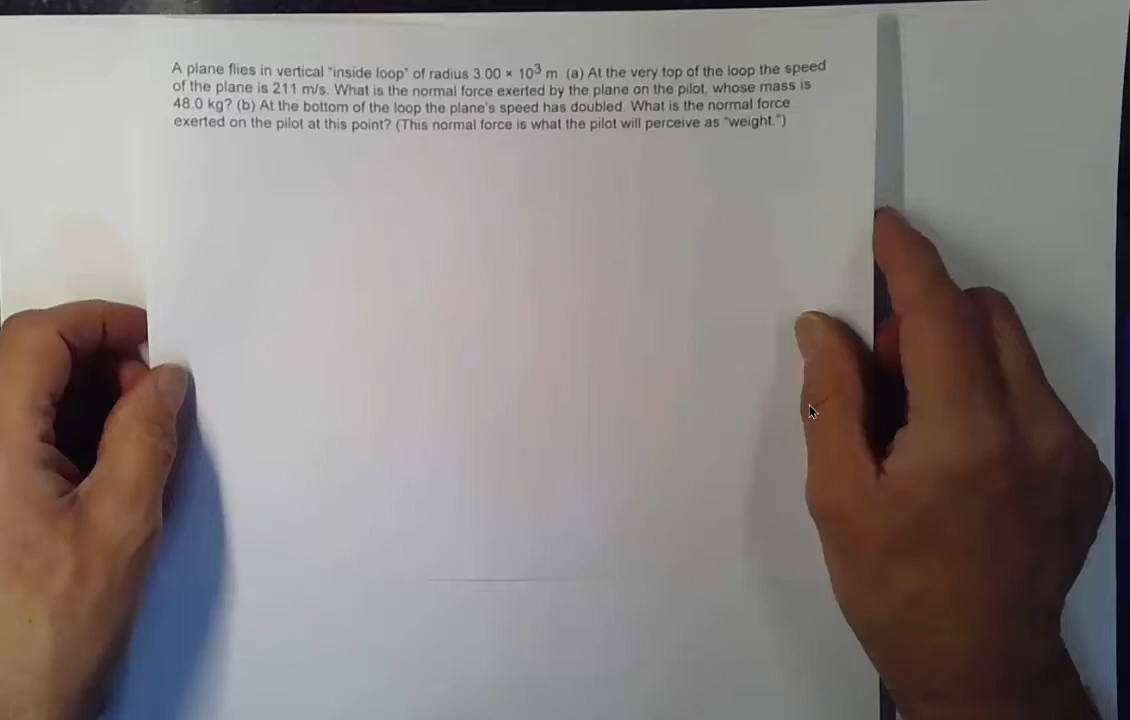 A plane flies in vertical "inside loop" of radius 3.00 × 10³ m. (a) At the very top of the loop the speed
of the plane is 211 m/s. What is the normal force exerted by the plane on the pilot, whose mass is
48.0 kg? (b) At the bottom of the loop the plane's speed has doubled. What is the normal force
exerted on the pilot at this point? (This normal force is what the pilot will perceive as "weight.")